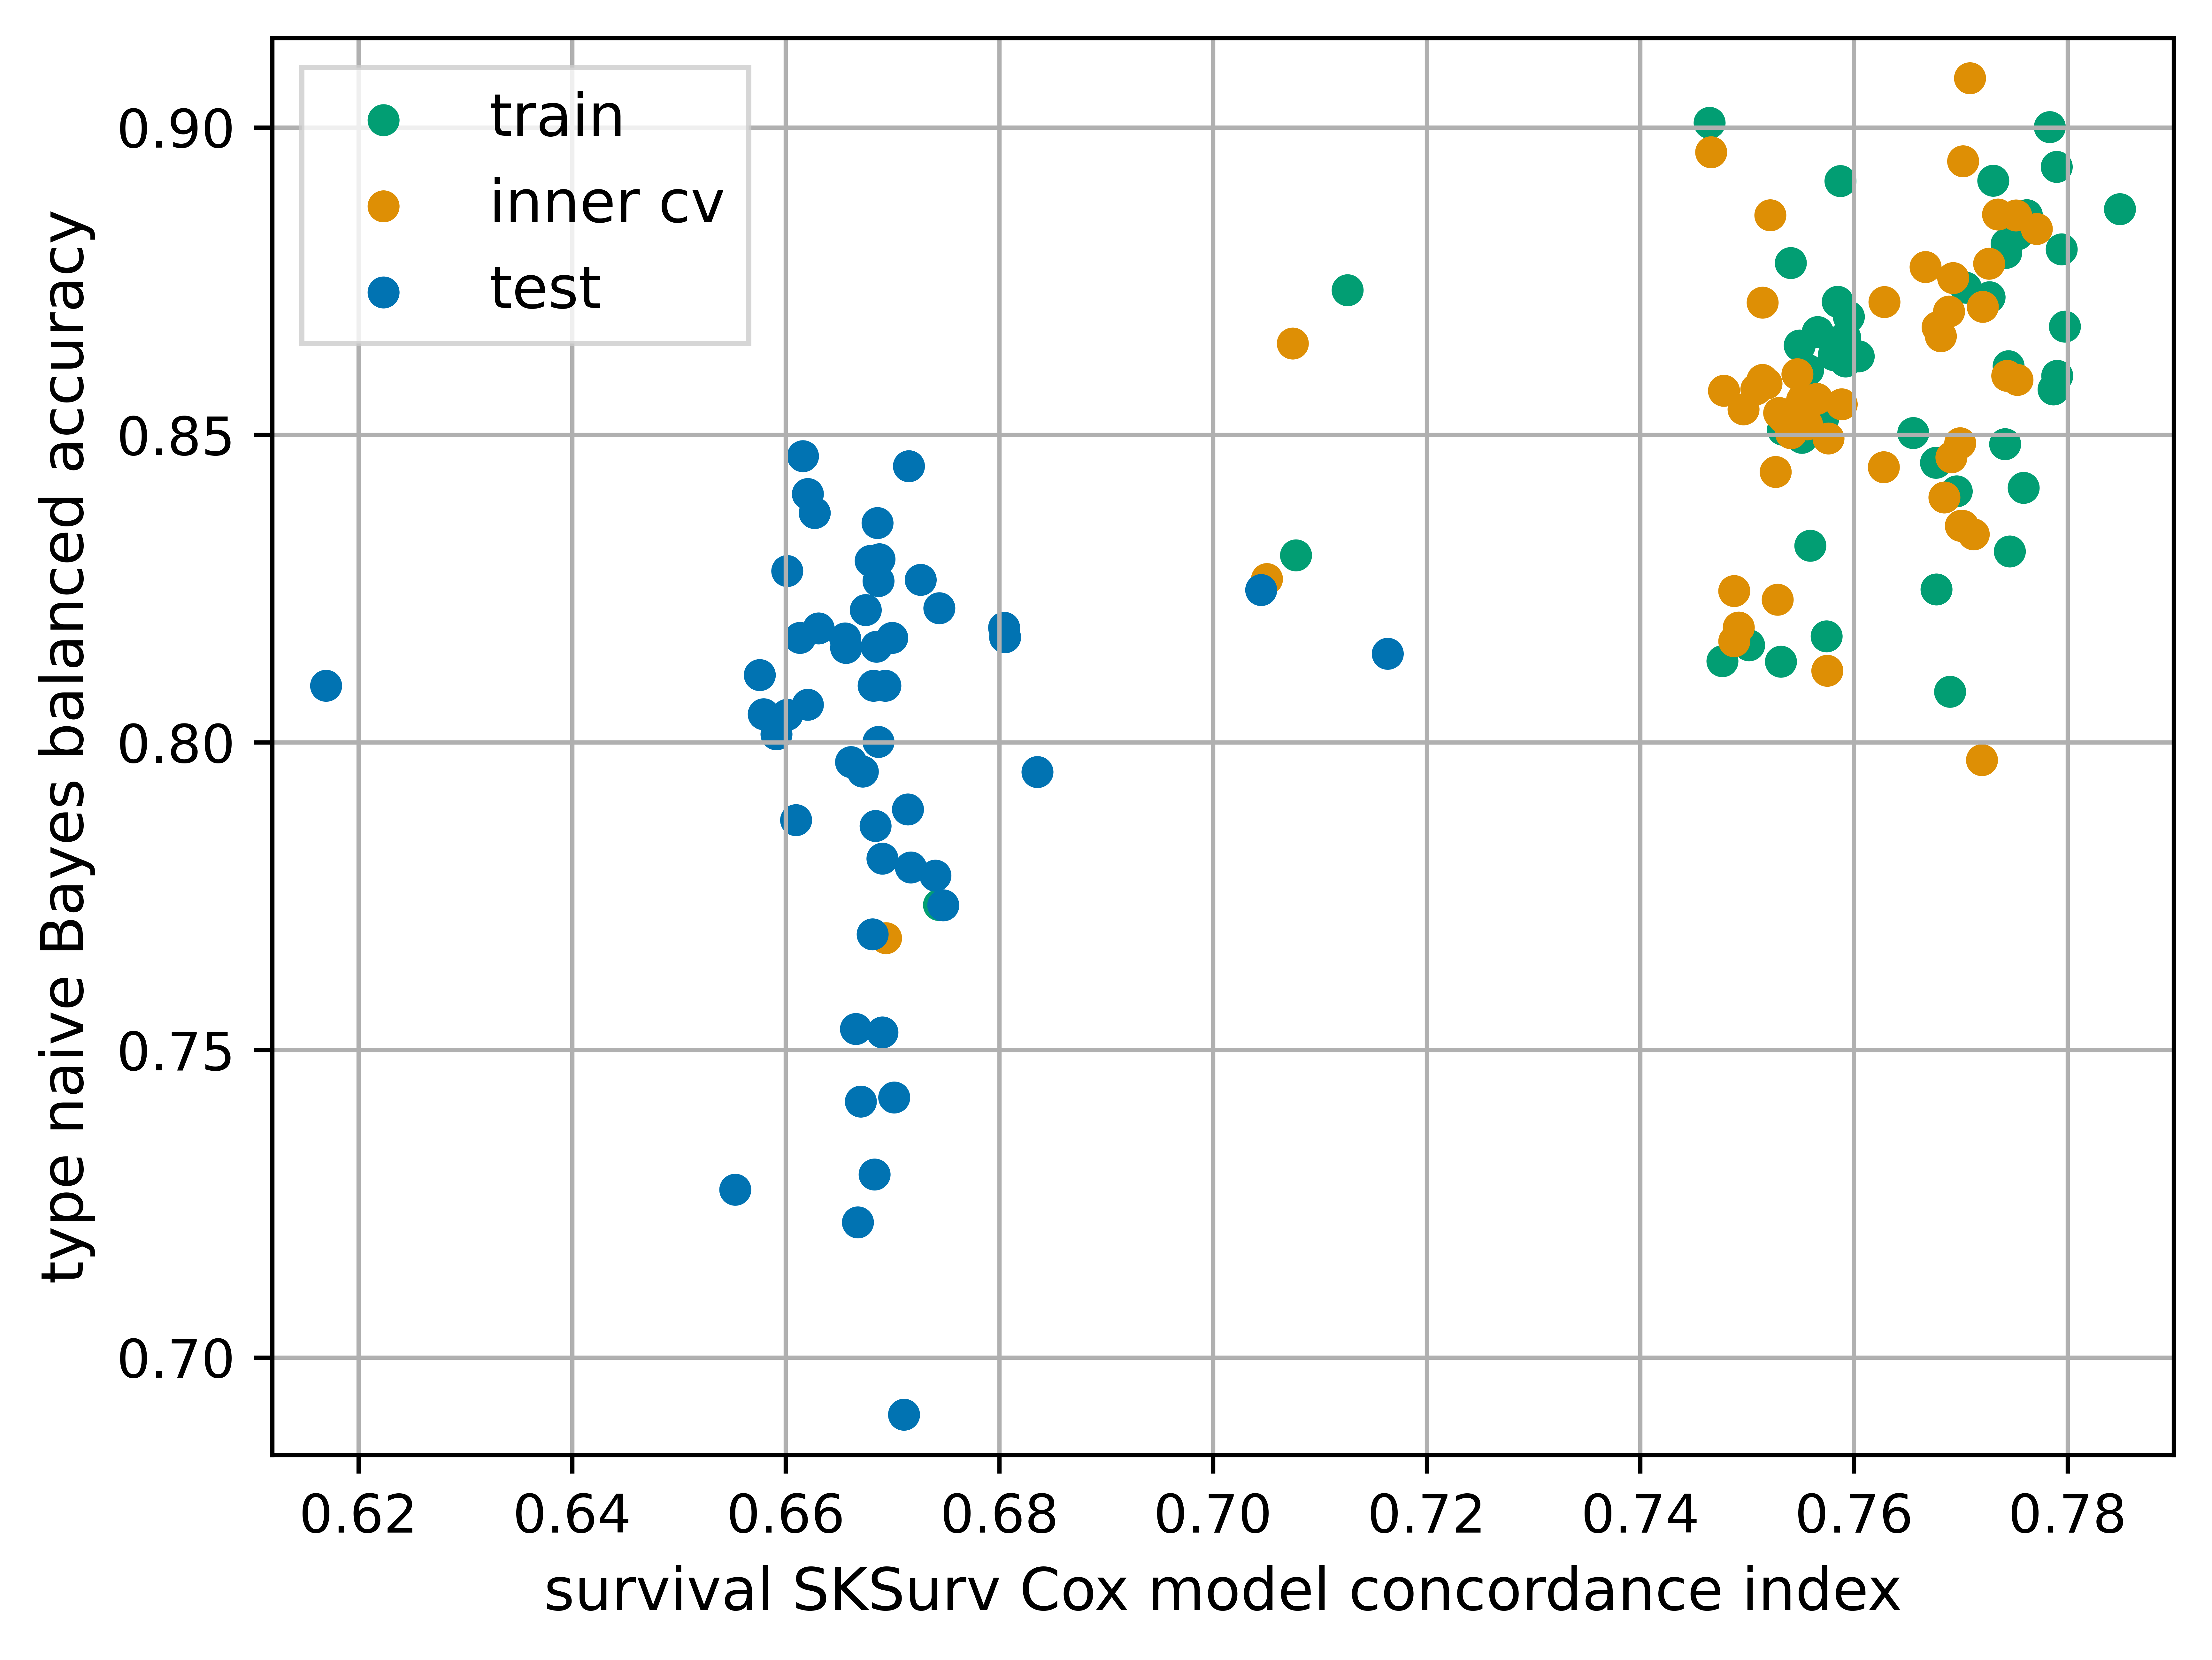 train
inner cv
test
type naive Bayes balanced accuracy
0.90
0.85
0.80
0.75
0.70
0.62 0.64 0.66 0.68 0.70 0.72 0.74 0.76 0.78
survival SKSurv Cox model concordance index